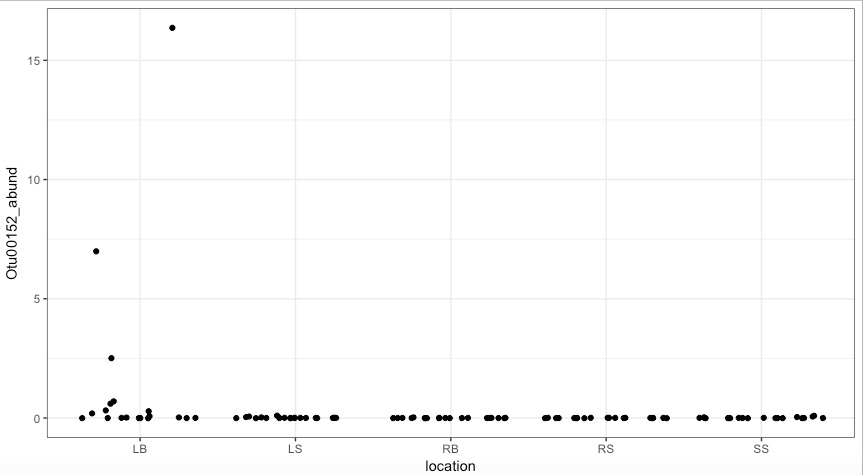 Otu00152_abund
15
10
5
0
LB LS RB RS SS
location